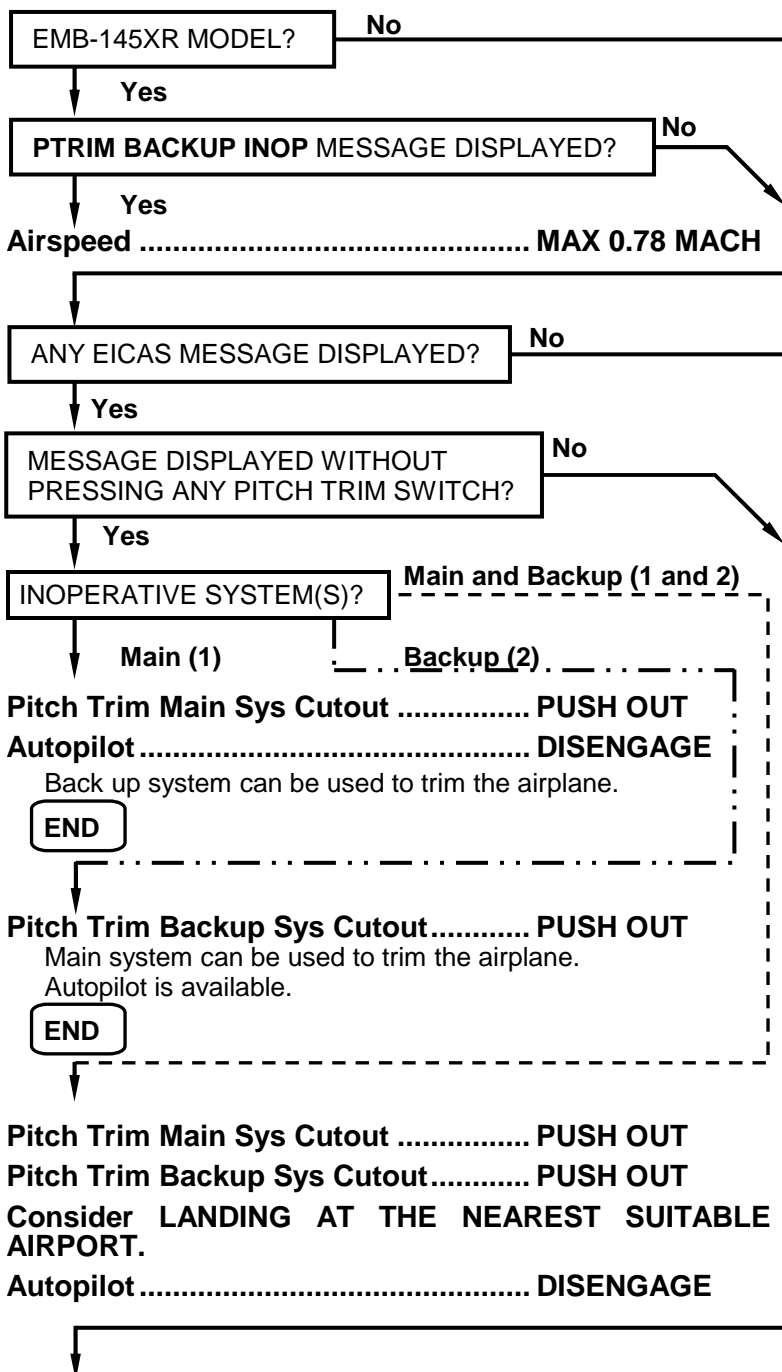 EMB-145XR MODEL?
No
Yes
PTRIM BACKUP INOP MESSAGE DISPLAYED?
No
Yes
Airspeed ............................................... MAX 0.78 MACH
ANY EICAS MESSAGE DISPLAYED?
No
Yes
MESSAGE DISPLAYED WITHOUT
PRESSING ANY PITCH TRIM SWITCH?
No
Yes
INOPERATIVE SYSTEM(S)?
Main and Backup (1 and 2)
Main (1)
Backup (2)
Pitch Trim Main Sys Cutout ................ PUSH OUT
Autopilot............................................... DISENGAGE
Back up system can be used to trim the airplane.
END
Pitch Trim Backup Sys Cutout............ PUSH OUT
Main system can be used to trim the airplane.
Autopilot is available.
END
Pitch Trim Main Sys Cutout ................ PUSH OUT
Pitch Trim Backup Sys Cutout............ PUSH OUT
Consider LANDING AT THE NEAREST SUITABLE
AIRPORT.
Autopilot............................................... DISENGAGE